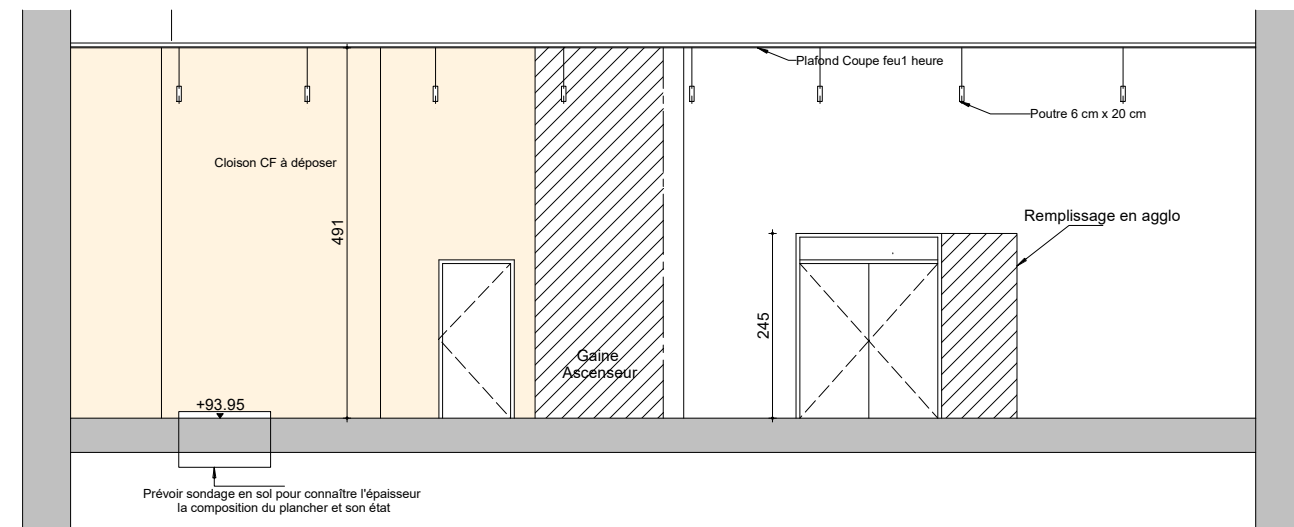 Plafond Coupe feu1 heure
Poutre 6 cm x 20 cm
Cloison CF à déposer
491
Remplissage en agglo
245
Gaine
Ascenseur
+93.95
Prévoir sondage en sol pour connaître l'épaisseur
la composition du plancher et son état